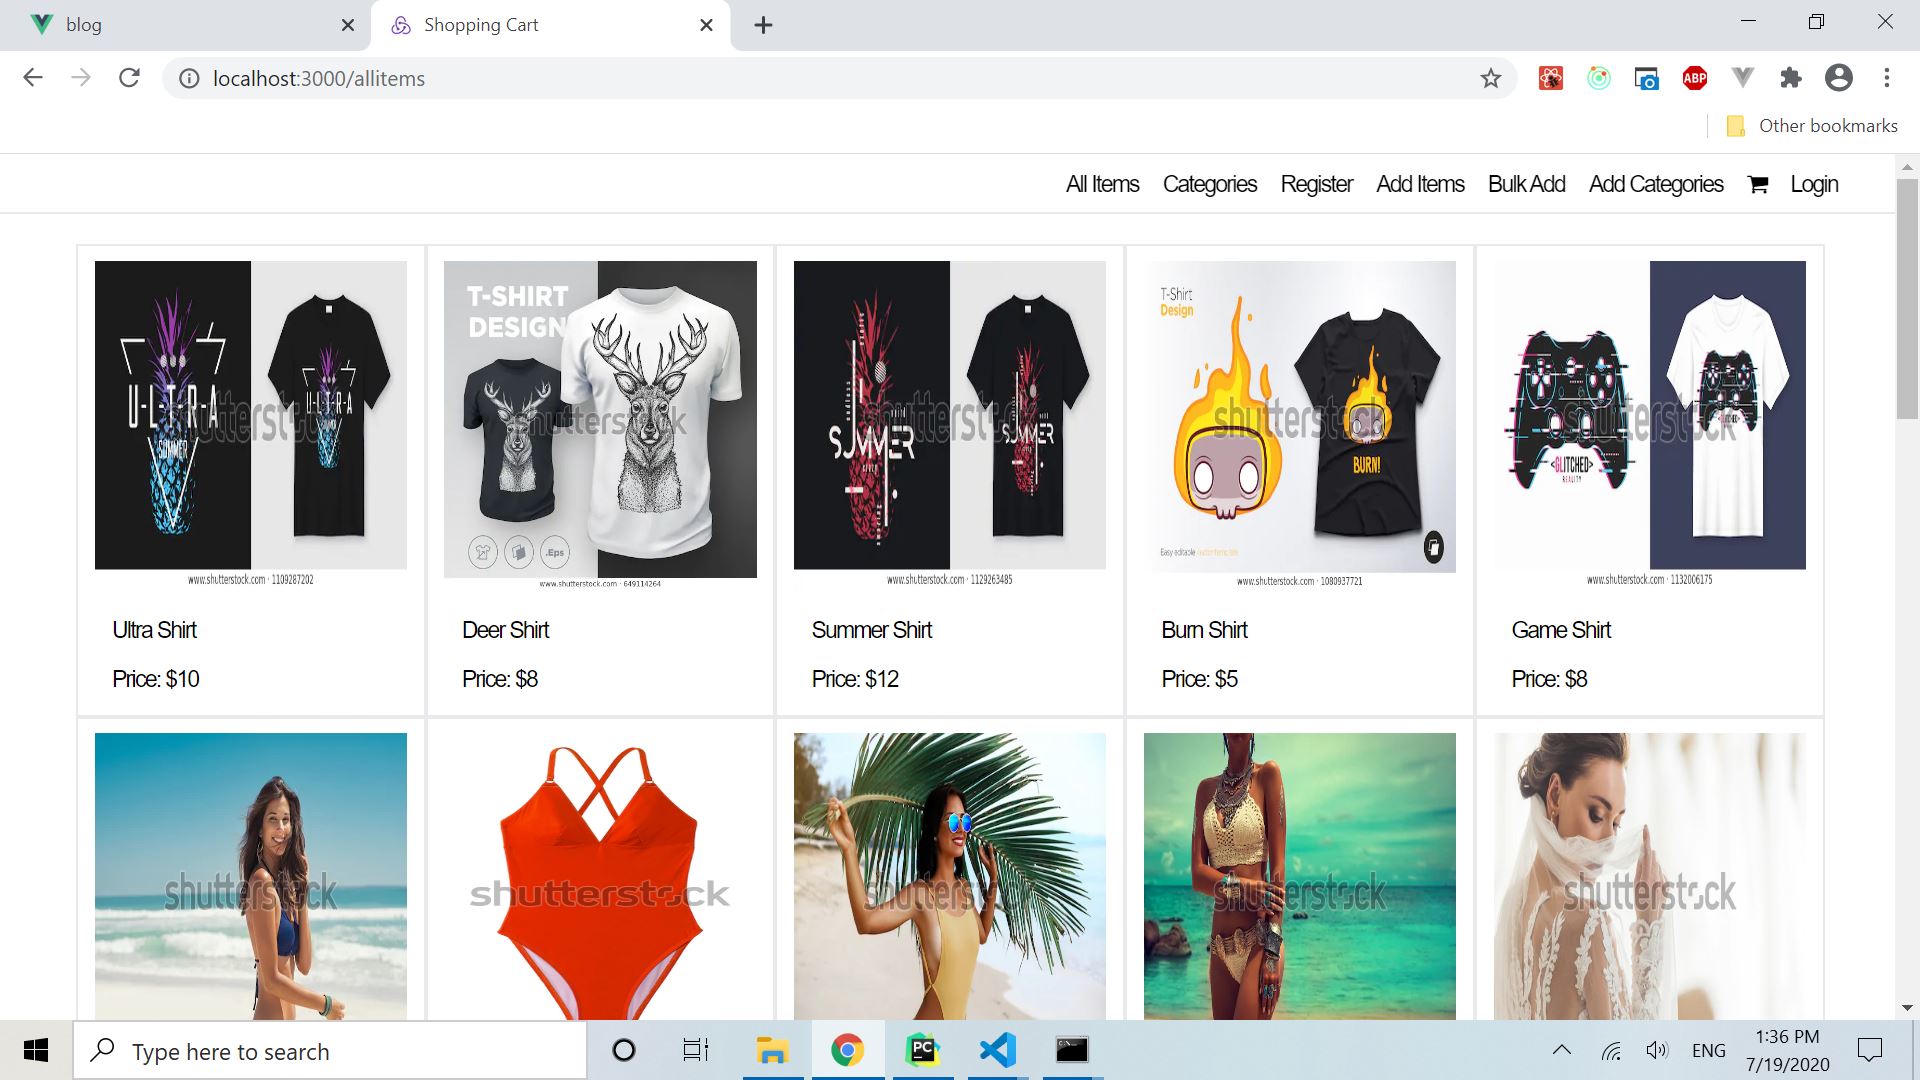 blog
Shopping Cart
localhost:3000/allitems
ABP
Other bookmarks
All Items Categories Register Add Items Bulk Add Add Categories Login
U-L-T-R-A
SUMMER
U-L-T-R-A
shutterstock
www.shutterstock.com · 1109287202
T-SHIRT
DESIGN
shutterstock
.Eps
www.shutterstock.com · 649114264
SUMMER
SUMMER
shutterstock
www.shutterstock.com · 1129263485
T-Shirt
Design
shutterstock
BURN!
Easy editable
www.shutterstock.com · 1080937721
shutterstock
<GLITCHED>
REALITY
www.shutterstock.com · 1132006175
Ultra Shirt
Price: $10
Deer Shirt
Price: $8
Summer Shirt
Price: $12
Burn Shirt
Price: $5
Game Shirt
Price: $8
shutterstock
shutterstock
shutterstock
shutterstock
shutterstock
Type here to search
PC
ENG
1:36 PM
7/19/2020